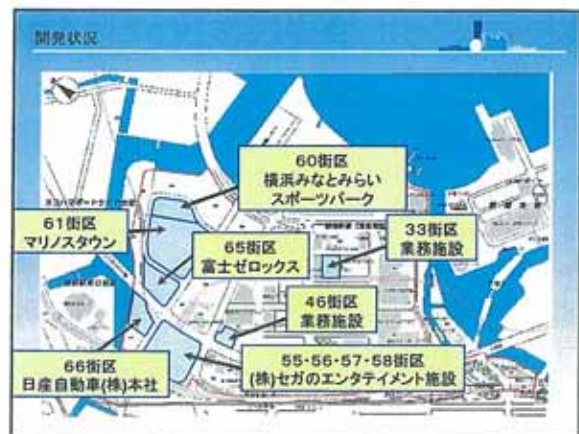 開発状況
60街区
横浜みなとみらい
スポーツパーク
61街区
マリノスタウン
33街区
業務施設
65街区
富士ゼロックス
46街区
業務施設
66街区
日産自動車(株)本社
55・56・57・58街区
(株)セガのエンタテイメント施設